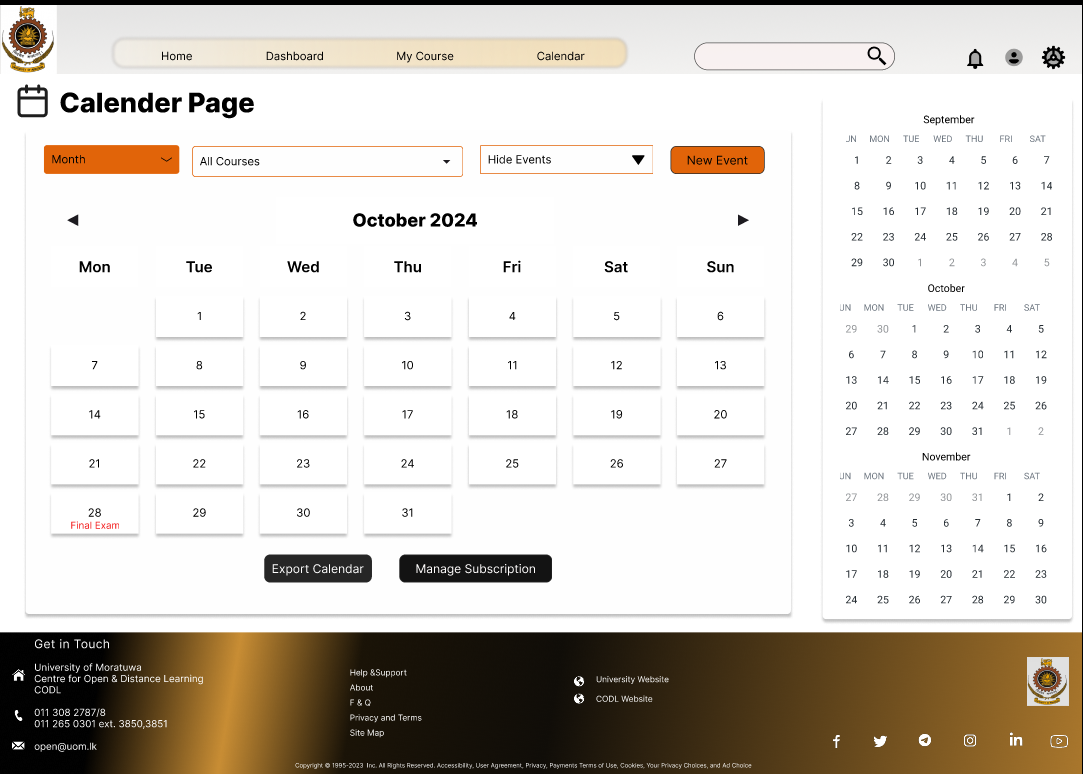 Home Dashboard My Course Calendar
Calender Page
Month All Courses Hide Events New Event
October 2024
Mon Tue Wed Thu Fri Sat Sun
1 2 3 4 5 6
7 8 9 10 11 12 13
14 15 16 17 18 19 20
21 22 23 24 25 26 27
28 29 30 31
Final Exam
Export Calendar Manage Subscription
September
UN MON TUE WED THU FRI SAT
1 2 3 4 5 6 7
8 9 10 11 12 13 14
15 16 17 18 19 20 21
22 23 24 25 26 27 28
29 30 1 2 3 4 5
October
UN MON TUE WED THU FRI SAT
29 30 1 2 3 4 5
6 7 8 9 10 11 12
13 14 15 16 17 18 19
20 21 22 23 24 25 26
27 28 29 30 31 1 2
November
UN MON TUE WED THU FRI SAT
27 28 29 30 31 1 2
3 4 5 6 7 8 9
10 11 12 13 14 15 16
17 18 19 20 21 22 23
24 25 26 27 28 29 30
Get in Touch
University of Moratuwa
Centre for Open & Distance Learning
CODL
011 308 2787/8
011 265 0301 ext. 3850,3851
open@uom.lk
Help &Support
About
F & Q
Privacy and Terms
Site Map
University Website
CODL Website
Copyright © 1995-2023 Inc. All Rights Reserved. Accessibility, User Agreement, Privacy, Payments Terms of Use, Cookies, Your Privacy Choices, and Ad Choice